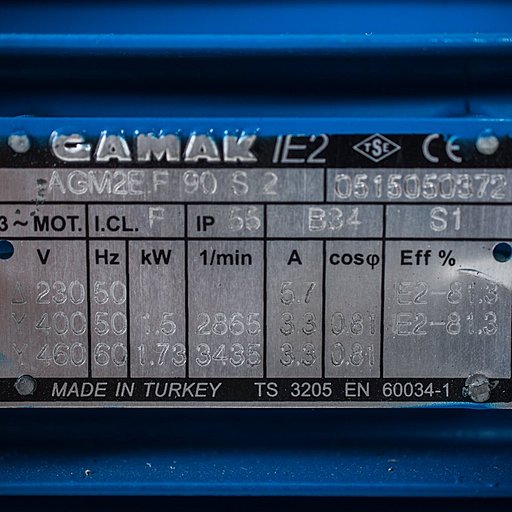 GAMAK IE2 TSE CE
AGM2E F 90 S 2 0515050372
3~MOT. I.CL. F IP 55 B34 S1
V Hz kW 1/min A cosφ Eff %
Δ 230 50 5.7 IE2-81.3
Y 400 50 1.5 2865 3.3 0.81 IE2-81.3
Y 460 60 1.73 3435 3.3 0.81
MADE IN TURKEY TS 3205 EN 60034-1